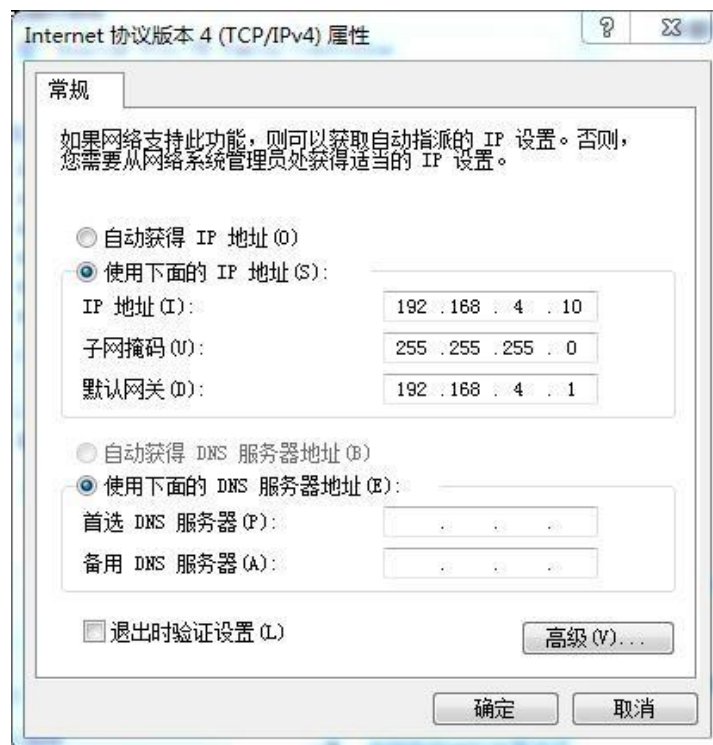 Internet 协议版本 4 (TCP/IPv4) 属性
常规
如果网络支持此功能，则可以获取自动指派的 IP 设置。否则，
您需要从网络系统管理员处获得适当的 IP 设置。
自动获得 IP 地址(O)
使用下面的 IP 地址(S):
IP 地址(I): 192 .168 . 4 . 10
子网掩码(U): 255 .255 .255 . 0
默认网关(D): 192 .168 . 4 . 1
自动获得 DNS 服务器地址(B)
使用下面的 DNS 服务器地址(E):
首选 DNS 服务器(P): . . .
备用 DNS 服务器(A): . . .
退出时验证设置(L)
高级(V)...
确定 取消